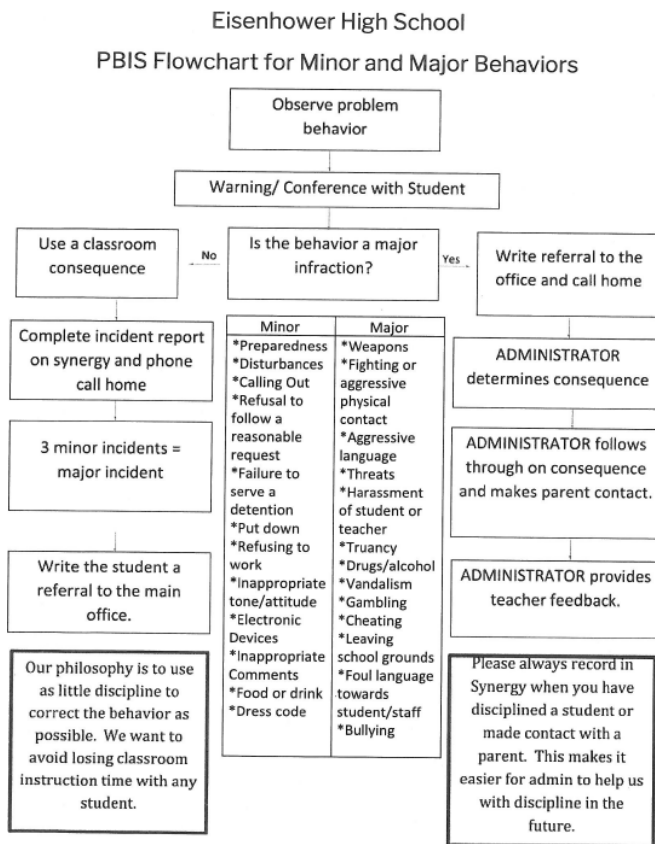 Eisenhower High School
PBIS Flowchart for Minor and Major Behaviors
Observe problem
behavior
Warning/ Conference with Student
Use a classroom
consequence
No
Is the behavior a major
infraction?
Yes
Write referral to the
office and call home
Complete incident report
on synergy and phone
call home
3 minor incidents =
major incident
Write the student a
referral to the main
office.
Minor
*Preparedness
*Disturbances
*Calling Out
*Refusal to
follow a
reasonable
request
*Failure to
serve a
detention
*Put down
*Refusing to
work
*Inappropriate
tone/attitude
*Electronic
Devices
*Inappropriate
Comments
*Food or drink
*Dress code
Major
*Weapons
*Fighting or
aggressive
physical
contact
*Aggressive
language
*Threats
*Harassment
of student or
teacher
*Truancy
*Drugs/alcohol
*Vandalism
*Gambling
*Cheating
*Leaving
school grounds
*Foul language
towards
student/staff
*Bullying
ADMINISTRATOR
determines consequence
ADMINISTRATOR follows
through on consequence
and makes parent contact.
ADMINISTRATOR provides
teacher feedback.
Our philosophy is to use
as little discipline to
correct the behavior as
possible.  We want to
avoid losing classroom
instruction time with any
student.
Please always record in
Synergy when you have
disciplined a student or
made contact with a
parent.  This makes it
easier for admin to help us
with discipline in the
future.